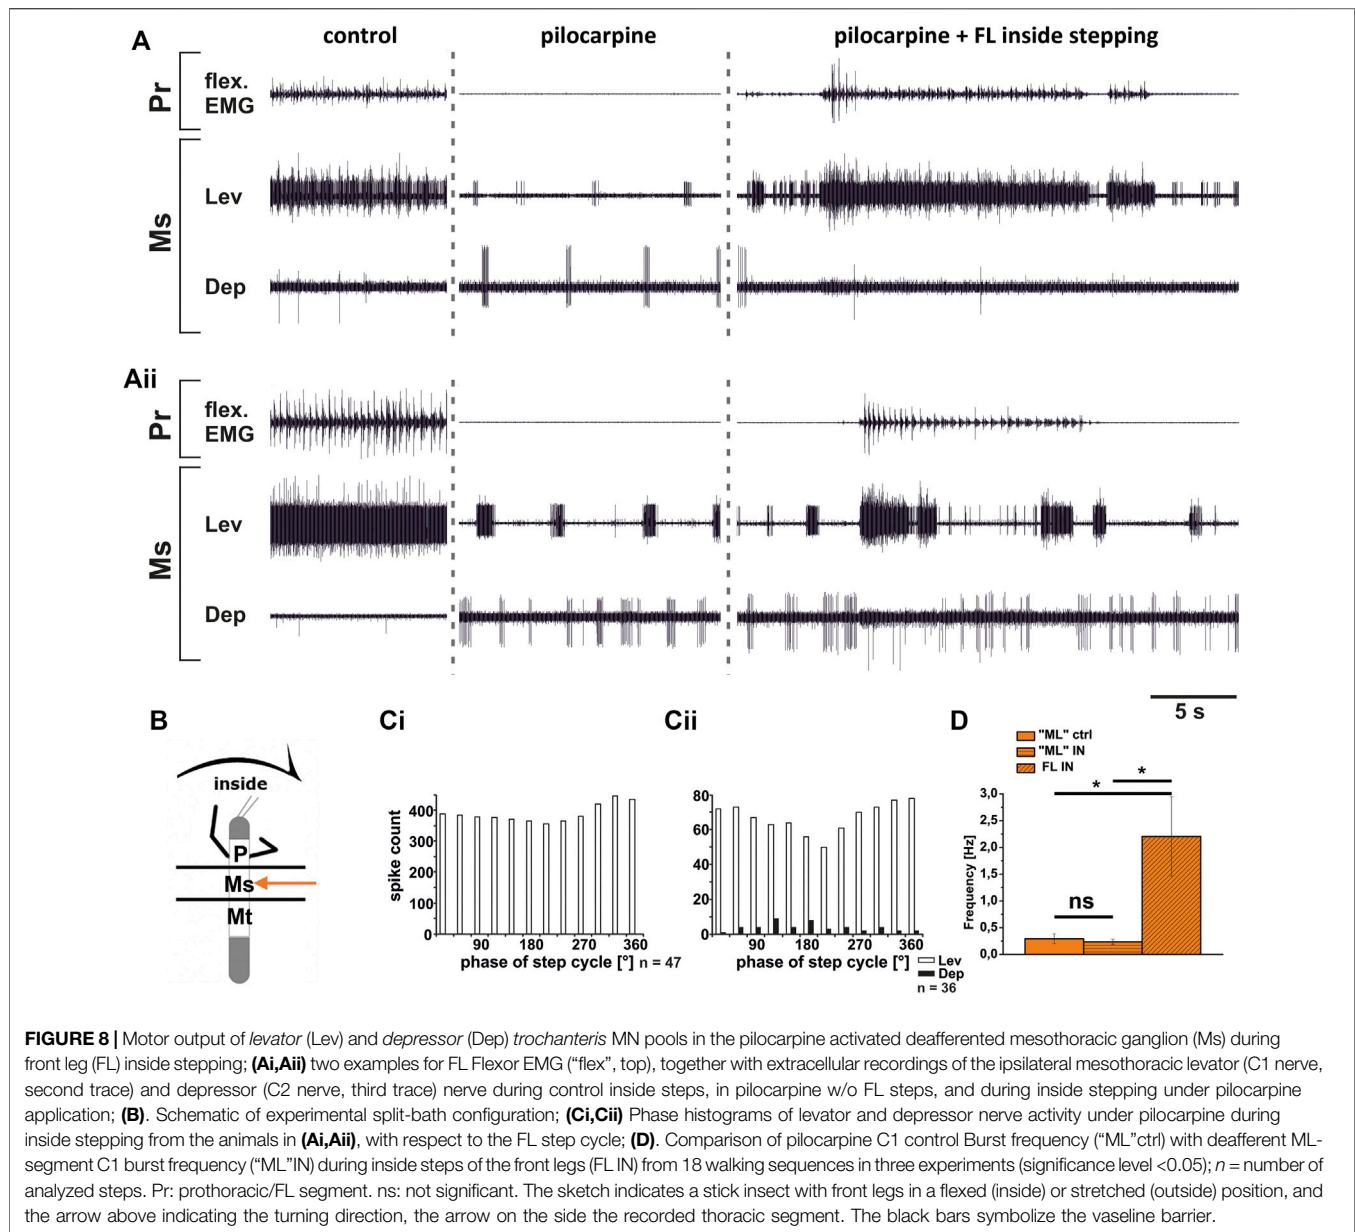 A
control
pilocarpine
pilocarpine + FL inside stepping
Pr
flex.
EMG
Ms
Lev
Dep
Aii
Pr
flex.
EMG
Ms
Lev
Dep
5 s
B
inside
P
Ms
Mt
Ci
spike count
400
300
200
100
0
90 180 270 360
phase of step cycle [°] n = 47
Cii
80
60
40
20
0
90 180 270 360
phase of step cycle [°]
Lev
Dep
n = 36
D
"ML" ctrl
"ML" IN
FL IN
*
*
ns
Frequency [Hz]
3,0
2,5
2,0
1,5
1,0
0,5
0,0
FIGURE 8 | Motor output of levator (Lev) and depressor (Dep) trochanteris MN pools in the pilocarpine activated deafferented mesothoracic ganglion (Ms) during
front leg (FL) inside stepping; (Ai,Aii) two examples for FL Flexor EMG ("flex", top), together with extracellular recordings of the ipsilateral mesothoracic levator (C1 nerve,
second trace) and depressor (C2 nerve, third trace) nerve during control inside steps, in pilocarpine w/o FL steps, and during inside stepping under pilocarpine
application; (B). Schematic of experimental split-bath configuration; (Ci,Cii) Phase histograms of levator and depressor nerve activity under pilocarpine during
inside stepping from the animals in (Ai,Aii), with respect to the FL step cycle; (D). Comparison of pilocarpine C1 control Burst frequency ("ML"ctrl) with deafferent ML-
segment C1 burst frequency ("ML"IN) during inside steps of the front legs (FL IN) from 18 walking sequences in three experiments (significance level <0.05); n = number of
analyzed steps. Pr: prothoracic/FL segment. ns: not significant. The sketch indicates a stick insect with front legs in a flexed (inside) or stretched (outside) position, and
the arrow above indicating the turning direction, the arrow on the side the recorded thoracic segment. The black bars symbolize the vaseline barrier.